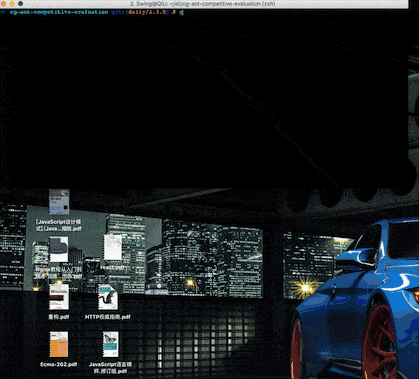 2. Swing@QIU: ~/ali/cg-ant-competitive-evaluation (zsh)
cg-ant-competitive-evaluation git:(daily/1.3.5) ✗ g
[JavaScript设计模
式].(Java...指版.pdf
react.pdf
重构.pdf
HTTP权威指南.pdf
Ecma-262.pdf
JavaScript语言精
粹.修订版.pdf